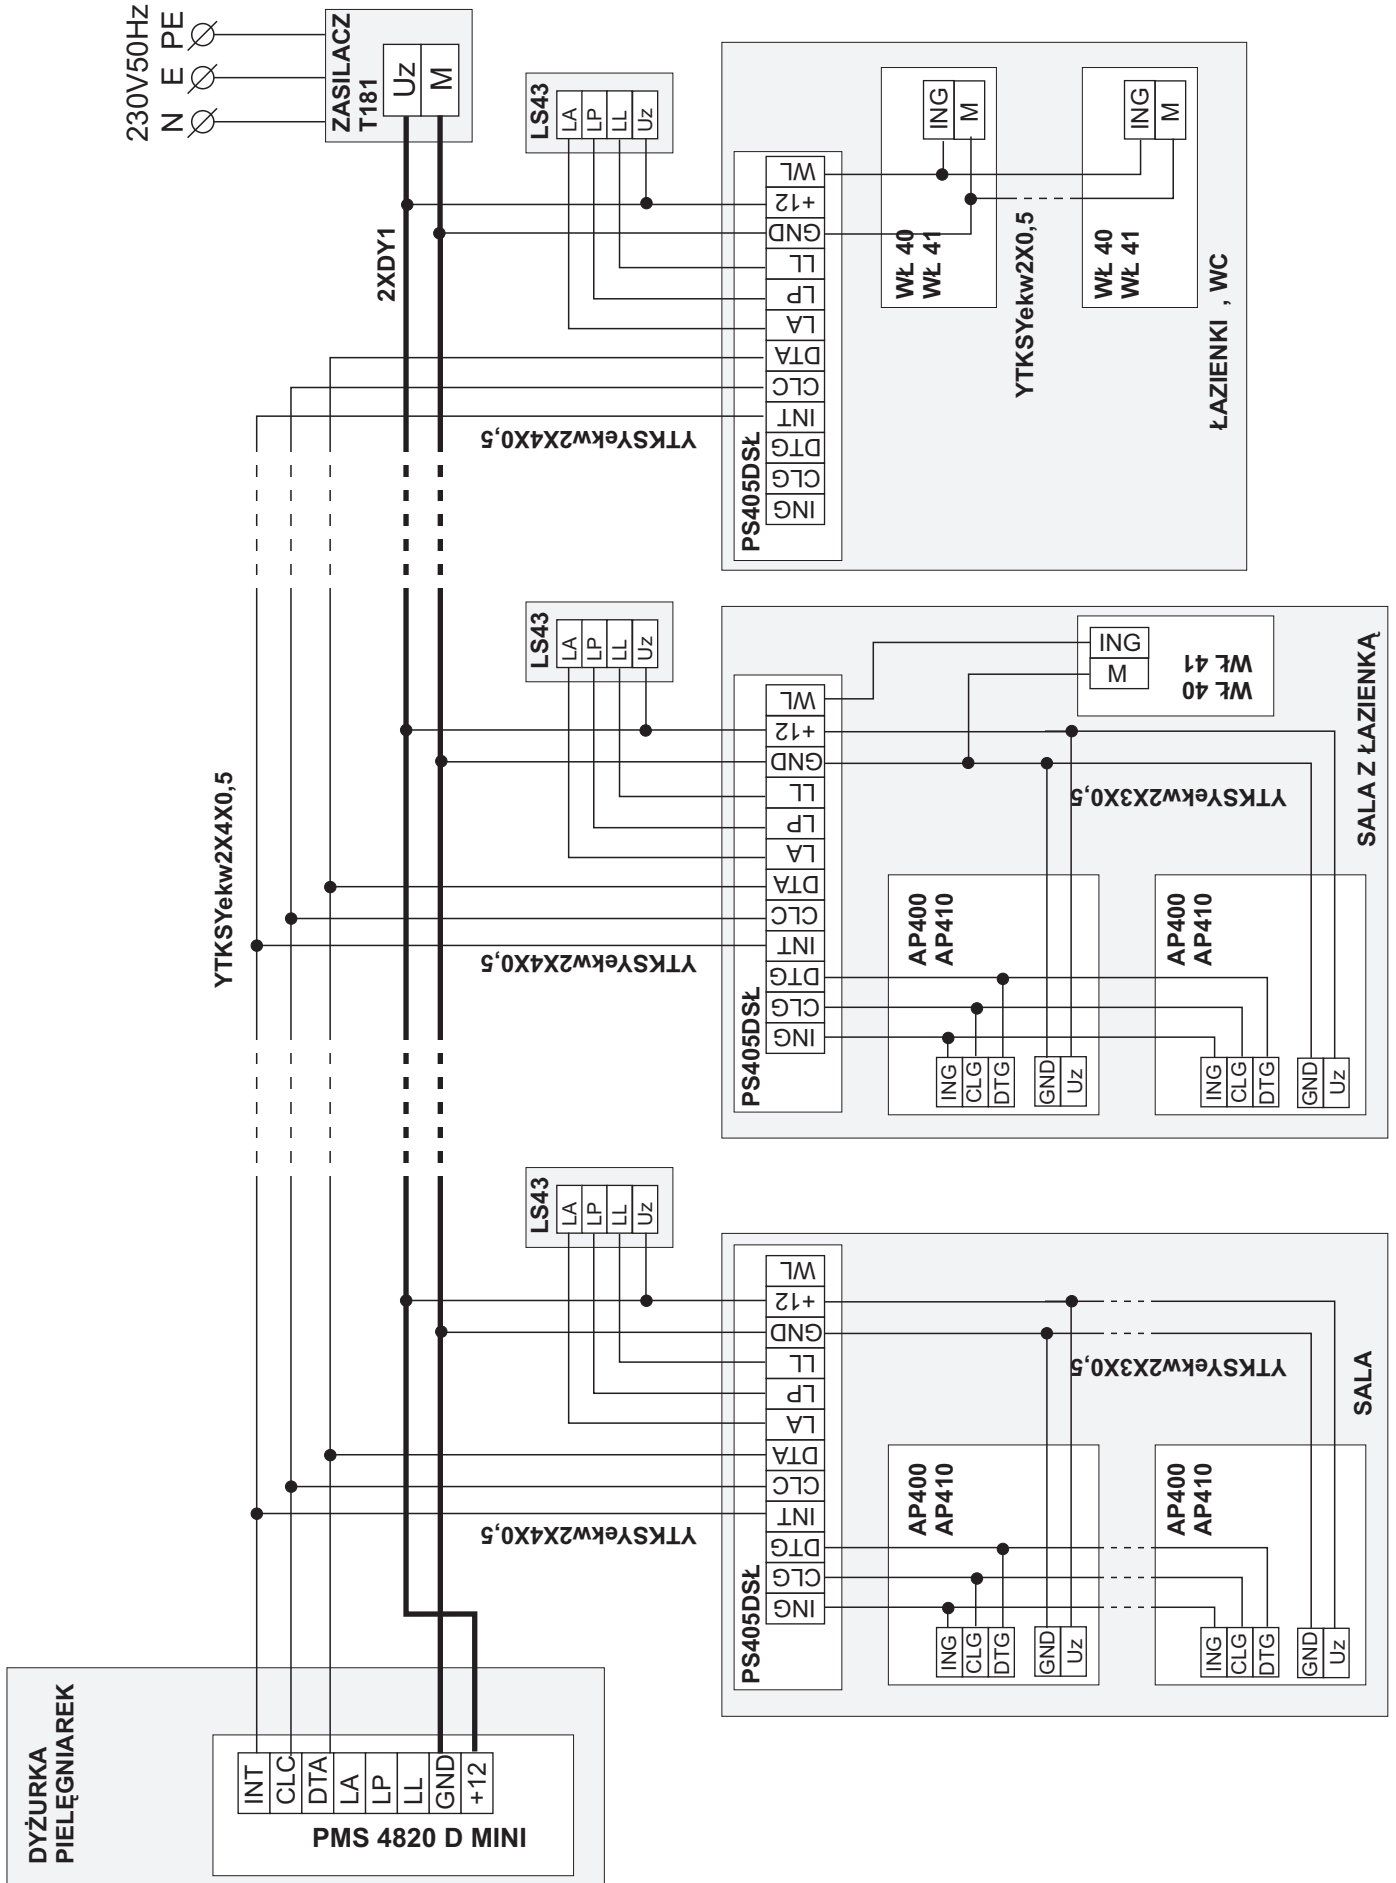 230V50Hz
N
E
PE
ZASILACZ
T181
Uz
M
2XDY1
YTKSYekw2X4X0,5
LS43
LA
LP
LL
Uz
PS405DSŁ
WL
+12
GND
LL
LP
LA
DTA
CLC
INT
DTG
CLG
ING
YTKSYekw2X4X0,5
ING
M
WŁ 40
WŁ 41
YTKSYekw2X0,5
ING
M
WŁ 40
WŁ 41
ŁAZIENKI , WC
LS43
LA
LP
LL
Uz
PS405DSŁ
WL
+12
GND
LL
LP
LA
DTA
CLC
INT
DTG
CLG
ING
YTKSYekw2X4X0,5
ING
M
WŁ 40
WŁ 41
YTKSYekw2X3X0,5
AP400
AP410
ING
CLG
DTG
GND
Uz
AP400
AP410
ING
CLG
DTG
GND
Uz
SALA Z ŁAZIENKĄ
LS43
LA
LP
LL
Uz
PS405DSŁ
WL
+12
GND
LL
LP
LA
DTA
CLC
INT
DTG
CLG
ING
YTKSYekw2X4X0,5
YTKSYekw2X3X0,5
AP400
AP410
ING
CLG
DTG
GND
Uz
AP400
AP410
ING
CLG
DTG
GND
Uz
SALA
DYŻURKA
PIELĘGNIAREK
INT
CLC
DTA
LA
LP
LL
GND
+12
PMS 4820 D MINI